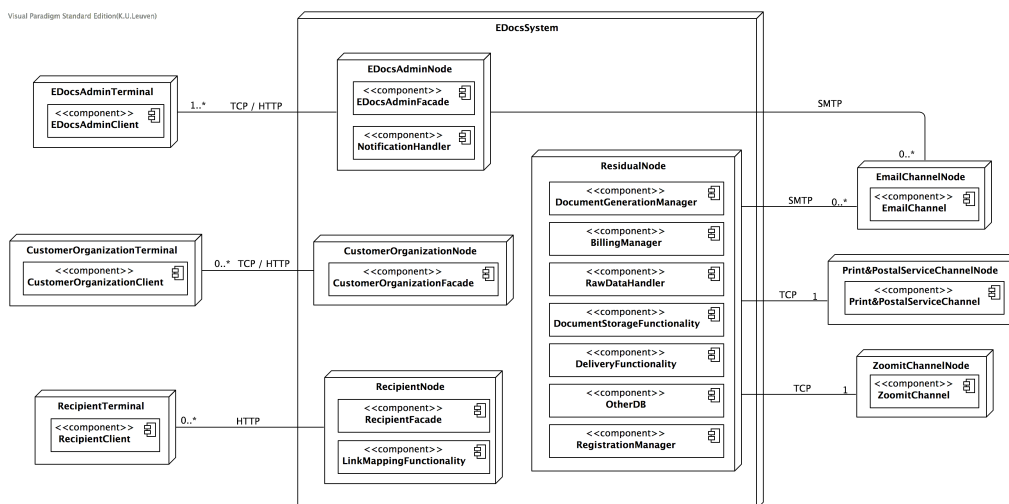 Visual Paradigm Standard Edition(K.U.Leuven)
EDocsSystem
EDocsAdminTerminal
<<component>>
EDocsAdminClient
1..*
TCP / HTTP
EDocsAdminNode
<<component>>
EDocsAdminFacade
<<component>>
NotificationHandler
SMTP
0..*
EmailChannelNode
<<component>>
EmailChannel
ResidualNode
<<component>>
DocumentGenerationManager
<<component>>
BillingManager
<<component>>
RawDataHandler
<<component>>
DocumentStorageFunctionality
<<component>>
DeliveryFunctionality
<<component>>
OtherDB
<<component>>
RegistrationManager
SMTP
0..*
CustomerOrganizationTerminal
<<component>>
CustomerOrganizationClient
0..*
TCP / HTTP
CustomerOrganizationNode
<<component>>
CustomerOrganizationFacade
TCP
1
Print&PostalServiceChannelNode
<<component>>
Print&PostalServiceChannel
TCP
1
ZoomitChannelNode
<<component>>
ZoomitChannel
RecipientTerminal
<<component>>
RecipientClient
0..*
HTTP
RecipientNode
<<component>>
RecipientFacade
<<component>>
LinkMappingFunctionality